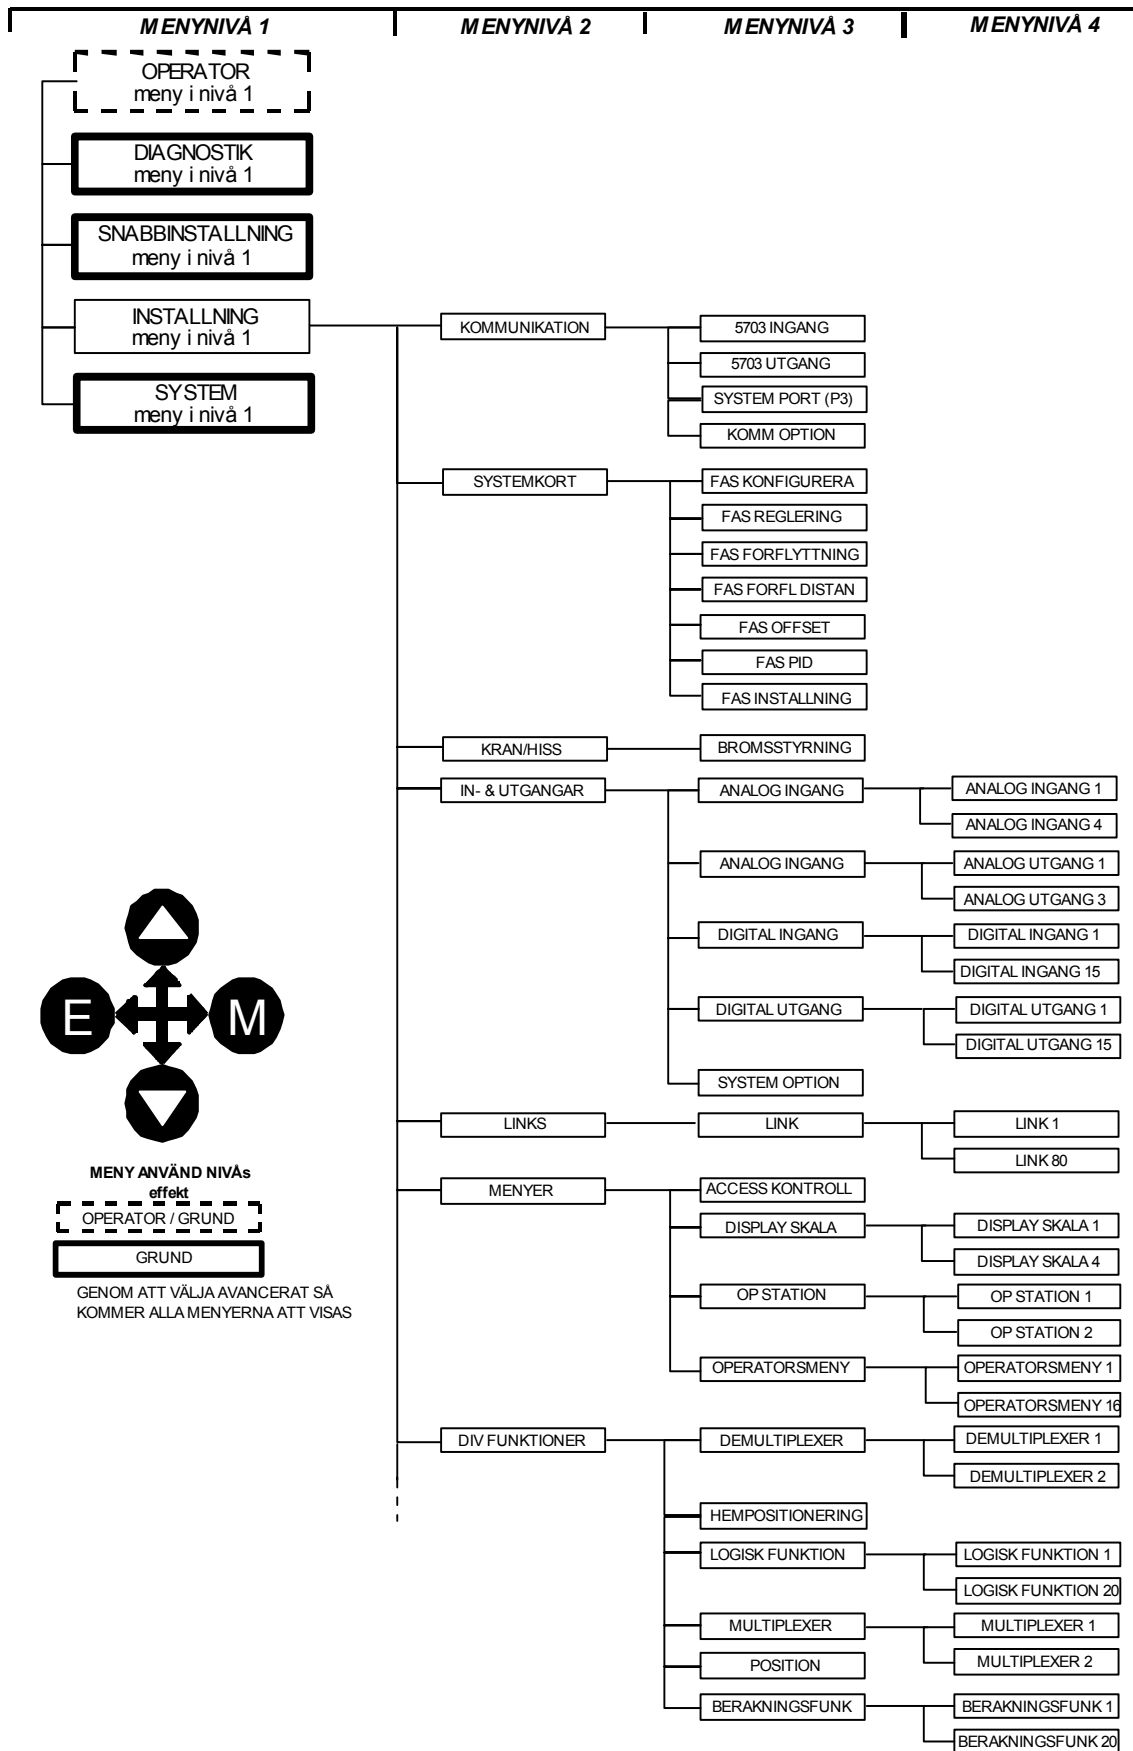 MENYNIVÅ 1
MENYNIVÅ 2
MENYNIVÅ 3
MENYNIVÅ 4
OPERATOR
meny i nivå 1
DIAGNOSTIK
meny i nivå 1
SNABBINSTALLNING
meny i nivå 1
INSTALLNING
meny i nivå 1
SYSTEM
meny i nivå 1
KOMMUNIKATION
5703 INGANG
5703 UTGANG
SYSTEM PORT (P3)
KOMM OPTION
SYSTEMKORT
FAS KONFIGURERA
FAS REGLERING
FAS FORFLYTTNING
FAS FORFL DISTAN
FAS OFFSET
FAS PID
FAS INSTALLNING
KRAN/HISS
BROMSSTYRNING
IN- & UTGANGAR
ANALOG INGANG
ANALOG INGANG 1
ANALOG INGANG 4
ANALOG INGANG
ANALOG UTGANG 1
ANALOG UTGANG 3
DIGITAL INGANG
DIGITAL INGANG 1
DIGITAL INGANG 15
DIGITAL UTGANG
DIGITAL UTGANG 1
DIGITAL UTGANG 15
SYSTEM OPTION
LINKS
LINK
LINK 1
LINK 80
MENYER
ACCESS KONTROLL
DISPLAY SKALA
DISPLAY SKALA 1
DISPLAY SKALA 4
OP STATION
OP STATION 1
OP STATION 2
OPERATORSMENY
OPERATORSMENY 1
OPERATORSMENY 16
DIV FUNKTIONER
DEMULTIPLEXER
DEMULTIPLEXER 1
DEMULTIPLEXER 2
HEMPOSITIONERING
LOGISK FUNKTION
LOGISK FUNKTION 1
LOGISK FUNKTION 20
MULTIPLEXER
MULTIPLEXER 1
MULTIPLEXER 2
POSITION
BERAKNINGSFUNK
BERAKNINGSFUNK 1
BERAKNINGSFUNK 20
E
M
MENY ANVÄND NIVÅs
effekt
OPERATOR / GRUND
GRUND
GENOM ATT VÄLJA AVANCERAT SÅ
KOMMER ALLA MENYERNA ATT VISAS